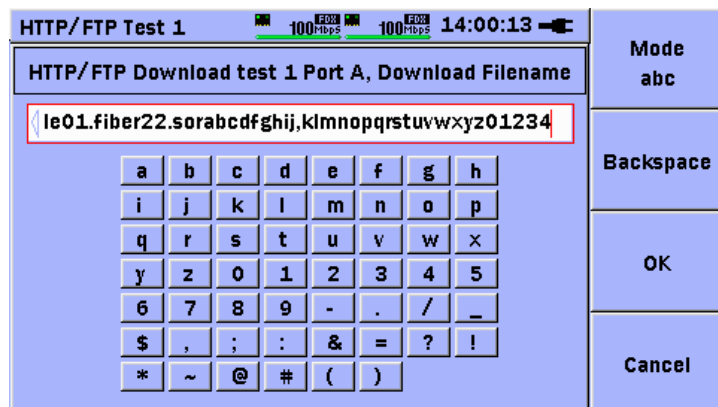 HTTP/FTP Test 1 100 FDX Mbps 100 FDX Mbps 14:00:13
HTTP/FTP Download test 1 Port A, Download Filename
le01.fiber22.sorabcdfghij,klmnopqrstuvwxyz01234
a b c d e f g h
i j k l m n o p
q r s t u v w x
y z 0 1 2 3 4 5
6 7 8 9 - . / _
$ , ; : & = ? !
* ~ @ # ( )
Mode
abc
Backspace
OK
Cancel